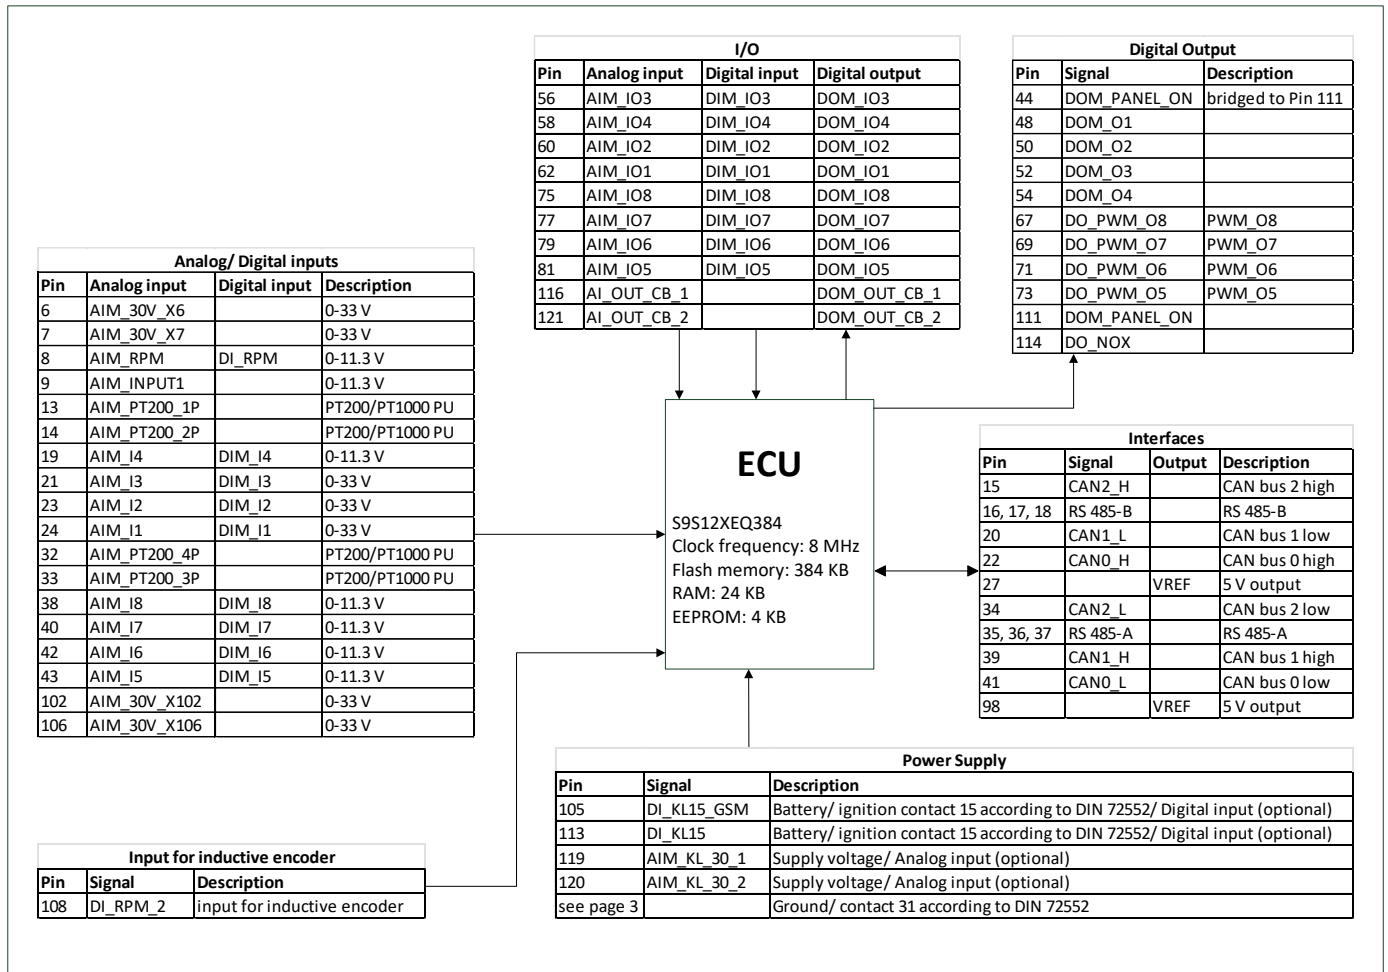 I/O
Pin Analog input Digital input Digital output
56 AIM_IO3 DIM_IO3 DOM_IO3
58 AIM_IO4 DIM_IO4 DOM_IO4
60 AIM_IO2 DIM_IO2 DOM_IO2
62 AIM_IO1 DIM_IO1 DOM_IO1
75 AIM_IO8 DIM_IO8 DOM_IO8
77 AIM_IO7 DIM_IO7 DOM_IO7
79 AIM_IO6 DIM_IO6 DOM_IO6
81 AIM_IO5 DIM_IO5 DOM_IO5
116 AI_OUT_CB_1 DOM_OUT_CB_1
121 AI_OUT_CB_2 DOM_OUT_CB_2
Digital Output
Pin Signal Description
44 DOM_PANEL_ON bridged to Pin 111
48 DOM_O1
50 DOM_O2
52 DOM_O3
54 DOM_O4
67 DO_PWM_O8 PWM_O8
69 DO_PWM_O7 PWM_O7
71 DO_PWM_O6 PWM_O6
73 DO_PWM_O5 PWM_O5
111 DOM_PANEL_ON
114 DO_NOX
Analog/ Digital inputs
Pin Analog input Digital input Description
6 AIM_30V_X6 0-33 V
7 AIM_30V_X7 0-33 V
8 AIM_RPM DI_RPM 0-11.3 V
9 AIM_INPUT1 0-11.3 V
13 AIM_PT200_1P PT200/PT1000 PU
14 AIM_PT200_2P PT200/PT1000 PU
19 AIM_I4 DIM_I4 0-11.3 V
21 AIM_I3 DIM_I3 0-33 V
23 AIM_I2 DIM_I2 0-33 V
24 AIM_I1 DIM_I1 0-33 V
32 AIM_PT200_4P PT200/PT1000 PU
33 AIM_PT200_3P PT200/PT1000 PU
38 AIM_I8 DIM_I8 0-11.3 V
40 AIM_I7 DIM_I7 0-11.3 V
42 AIM_I6 DIM_I6 0-11.3 V
43 AIM_I5 DIM_I5 0-11.3 V
102 AIM_30V_X102 0-33 V
106 AIM_30V_X106 0-33 V
ECU
S9S12XEQ384
Clock frequency: 8 MHz
Flash memory: 384 KB
RAM: 24 KB
EEPROM: 4 KB
Interfaces
Pin Signal Output Description
15 CAN2_H CAN bus 2 high
16, 17, 18 RS 485-B RS 485-B
20 CAN1_L CAN bus 1 low
22 CAN0_H CAN bus 0 high
27 VREF 5 V output
34 CAN2_L CAN bus 2 low
35, 36, 37 RS 485-A RS 485-A
39 CAN1_H CAN bus 1 high
41 CAN0_L CAN bus 0 low
98 VREF 5 V output
Power Supply
Pin Signal Description
105 DI_KL15_GSM Battery/ ignition contact 15 according to DIN 72552/ Digital input (optional)
113 DI_KL15 Battery/ ignition contact 15 according to DIN 72552/ Digital input (optional)
119 AIM_KL_30_1 Supply voltage/ Analog input (optional)
120 AIM_KL_30_2 Supply voltage/ Analog input (optional)
see page 3 Ground/ contact 31 according to DIN 72552
Input for inductive encoder
Pin Signal Description
108 DI_RPM_2 input for inductive encoder